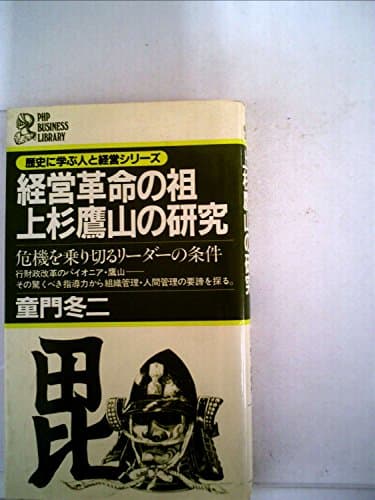 PHP
BUSINESS
LIBRARY
歴史に学ぶ人と経営シリーズ
経営革命の祖
上杉鷹山の研究
危機を乗り切るリーダーの条件
行財政改革のパイオニア・鷹山——
その驚くべき指導力から組織管理・人間管理の要諦を探る。
童門冬二
毘